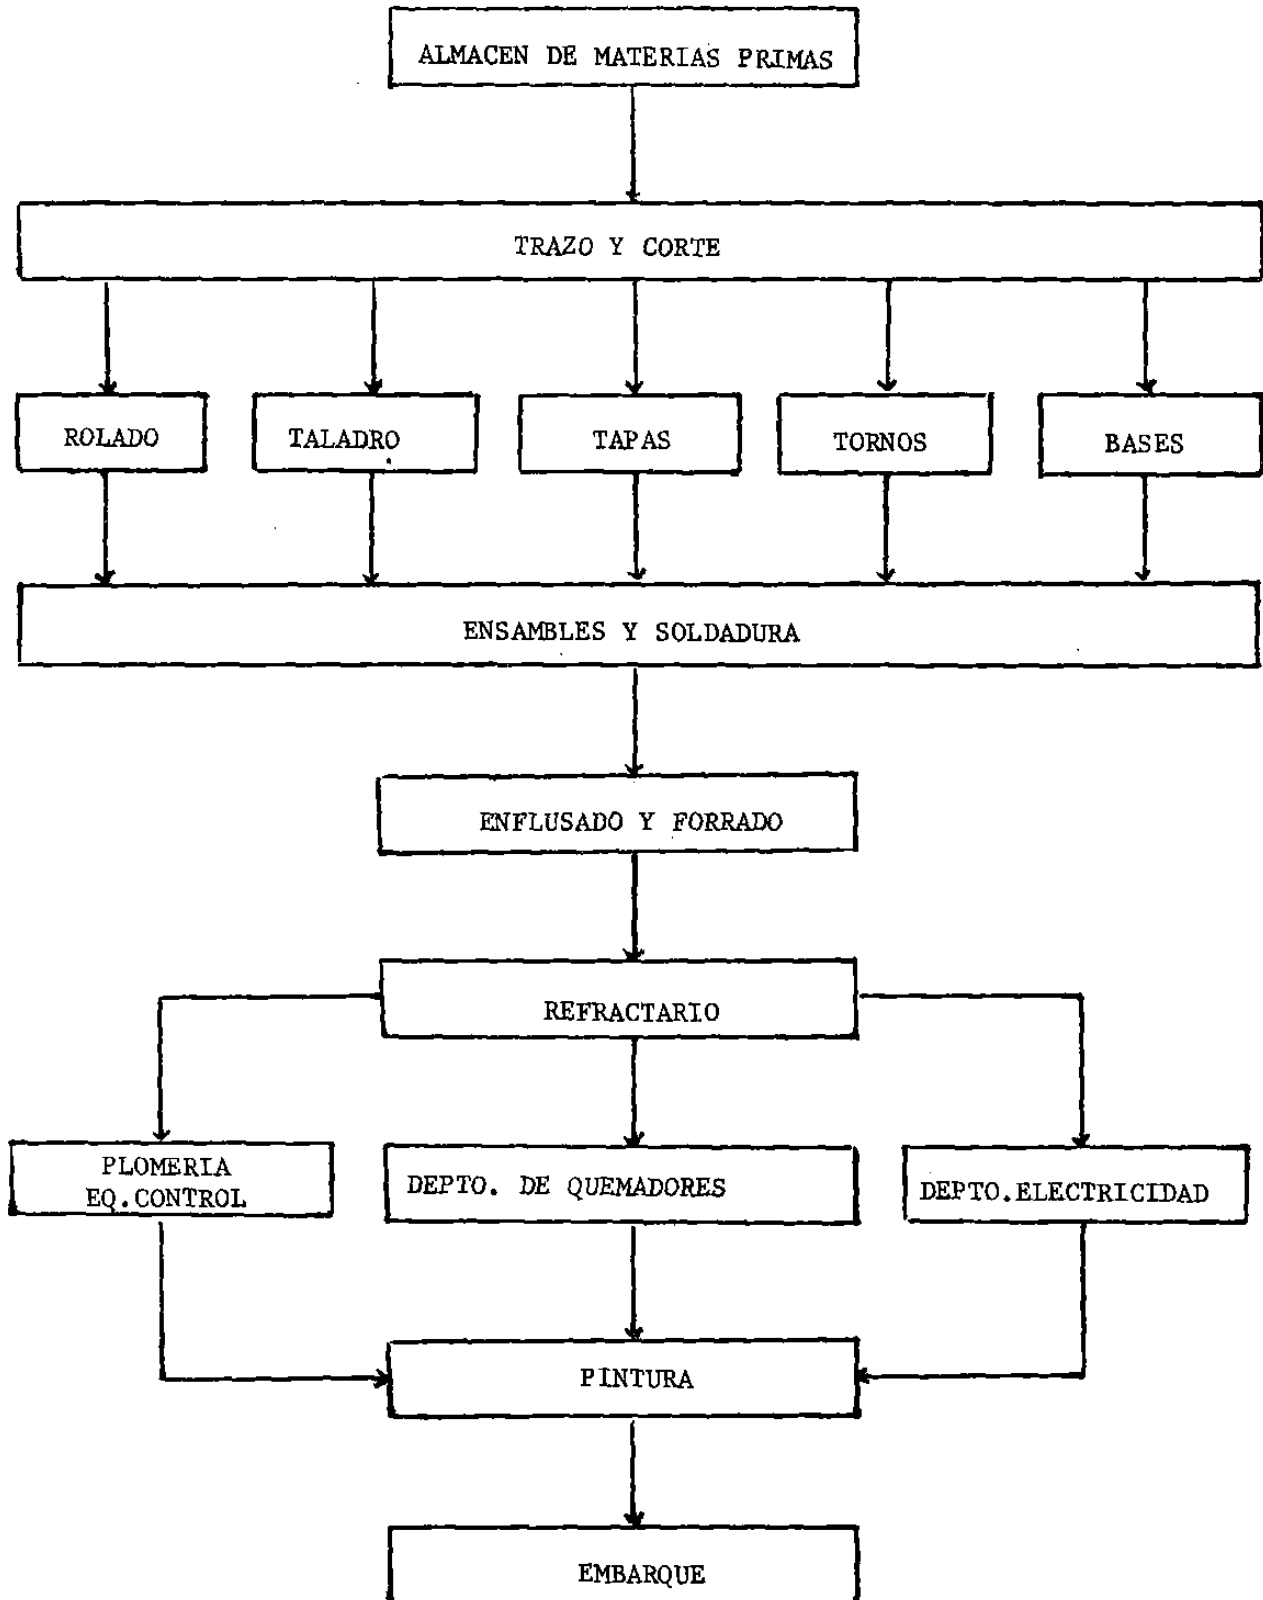 ALMACEN DE MATERIAS PRIMAS
TRAZO Y CORTE
ROLADO
TALADRO
TAPAS
TORNOS
BASES
ENSAMBLES Y SOLDADURA
ENFLUSADO Y FORRADO
REFRACTARIO
PLOMERIA
EQ.CONTROL
DEPTO. DE QUEMADORES
DEPTO.ELECTRICIDAD
PINTURA
EMBARQUE